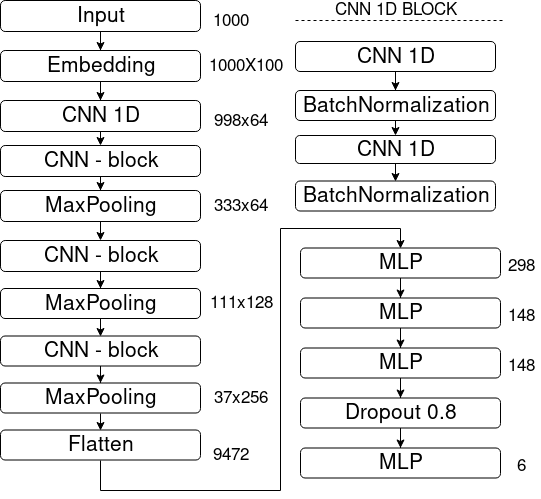 Input 1000
Embedding 1000X100
CNN 1D 998x64
CNN - block
MaxPooling 333x64
CNN - block
MaxPooling 111x128
CNN - block
MaxPooling 37x256
Flatten 9472
CNN 1D BLOCK
CNN 1D
BatchNormalization
CNN 1D
BatchNormalization
MLP 298
MLP 148
MLP 148
Dropout 0.8
MLP 6